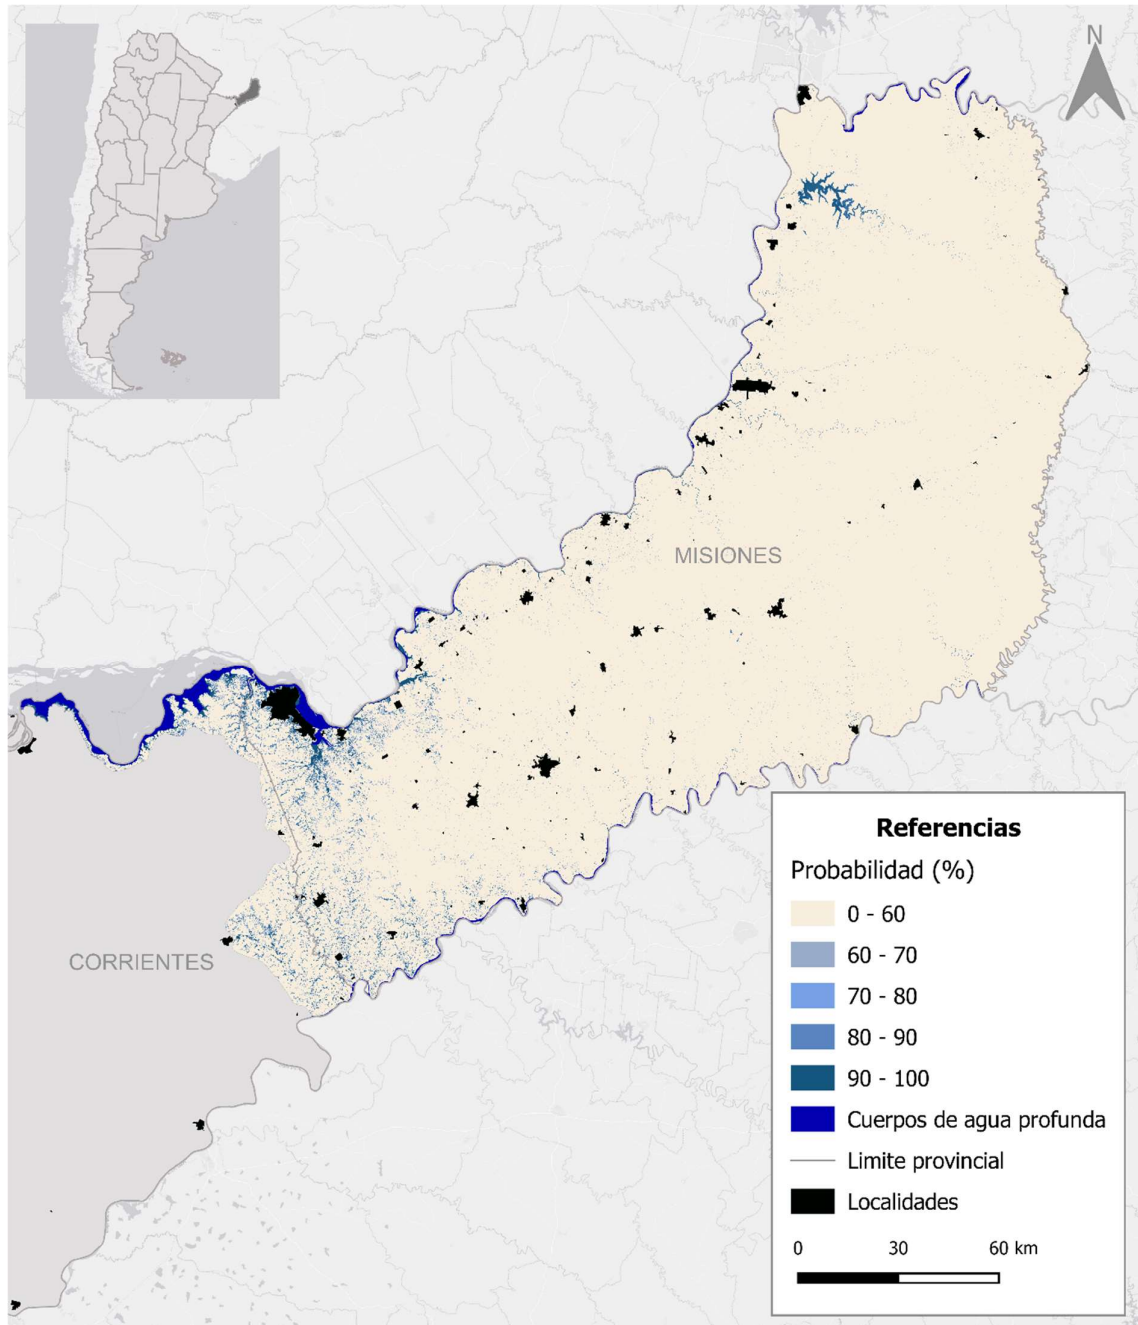 N
MISIONES
CORRIENTES
Referencias
Probabilidad (%)
0 - 60
60 - 70
70 - 80
80 - 90
90 - 100
Cuerpos de agua profunda
Limite provincial
Localidades
0 30 60 km